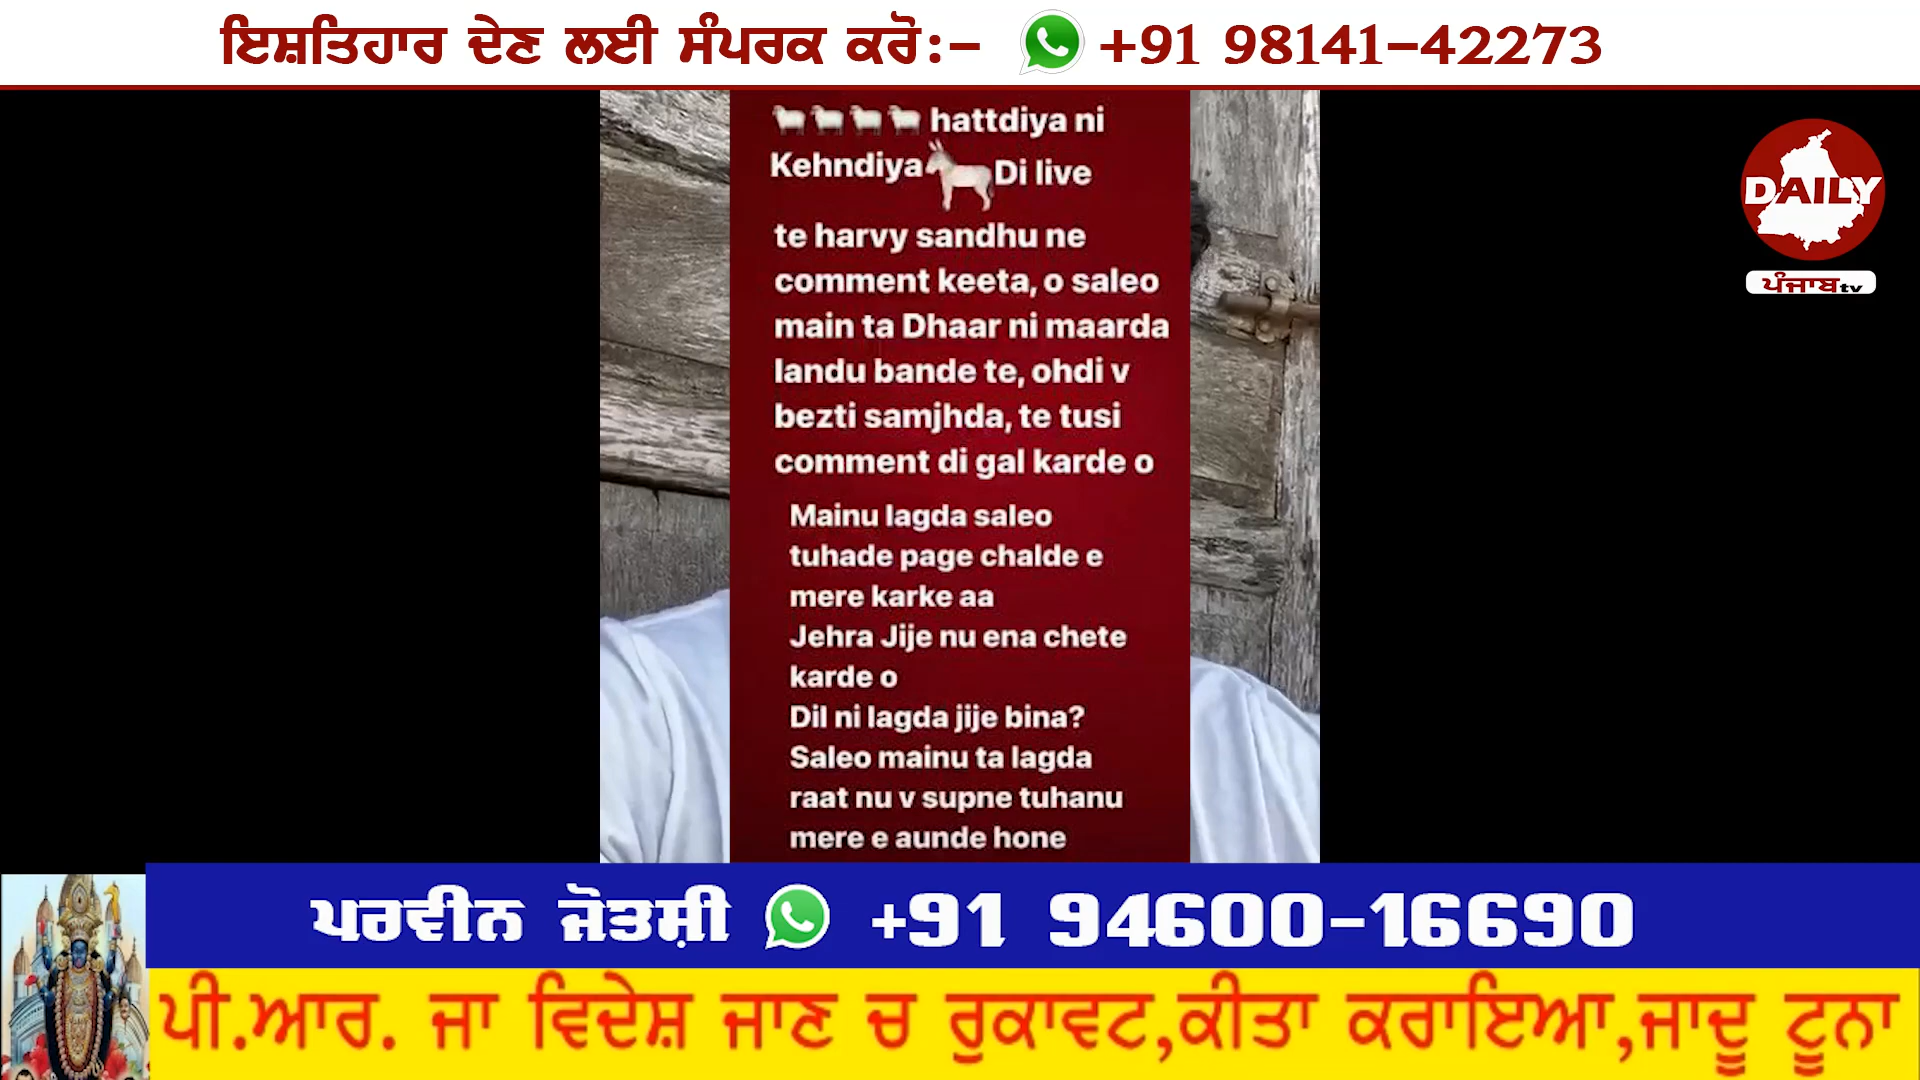 ਇਸ਼ਤਿਹਾਰ ਦੇਣ ਲਈ ਸੰਪਰਕ ਕਰੋ:- +91 98141-42273
🐑🐑🐑🐑 hattdiya ni
Kehndiya Di live
te harvy sandhu ne
comment keeta, o saleo
main ta Dhaar ni maarda
landu bande te, ohdi v
bezti samjhda, te tusi
comment di gal karde o
Mainu lagda saleo
tuhade page chalde e
mere karke aa
Jehra Jije nu ena chete
karde o
Dil ni lagda jije bina?
Saleo mainu ta lagda
raat nu v supne tuhanu
mere e aunde hone
DAILY
ਪੰਜਾਬ tv
ਪਰਵੀਨ ਜੋਤਸ਼ੀ +91 94600-16690
ਪੀ.ਆਰ. ਜਾ ਵਿਦੇਸ਼ ਜਾਣ ਚ ਰੁਕਾਵਟ,ਕੀਤਾ ਕਰਾਇਆ,ਜਾਦੂ ਟੂਨਾ